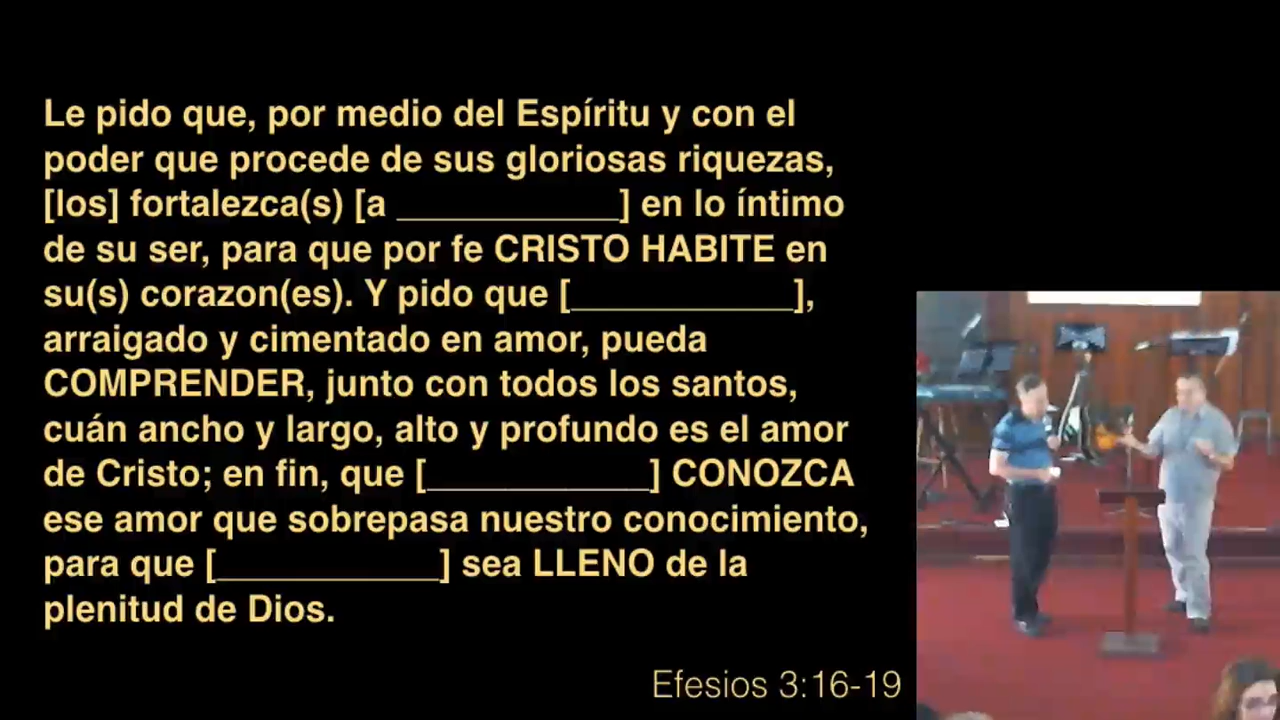 Le pido que, por medio del Espíritu y con el
poder que procede de sus gloriosas riquezas,
[los] fortalezca(s) [a ___________] en lo íntimo
de su ser, para que por fe CRISTO HABITE en
su(s) corazon(es). Y pido que [___________],
arraigado y cimentado en amor, pueda
COMPRENDER, junto con todos los santos,
cuán ancho y largo, alto y profundo es el amor
de Cristo; en fin, que [___________] CONOZCA
ese amor que sobrepasa nuestro conocimiento,
para que [___________] sea LLENO de la
plenitud de Dios.
Efesios 3:16-19